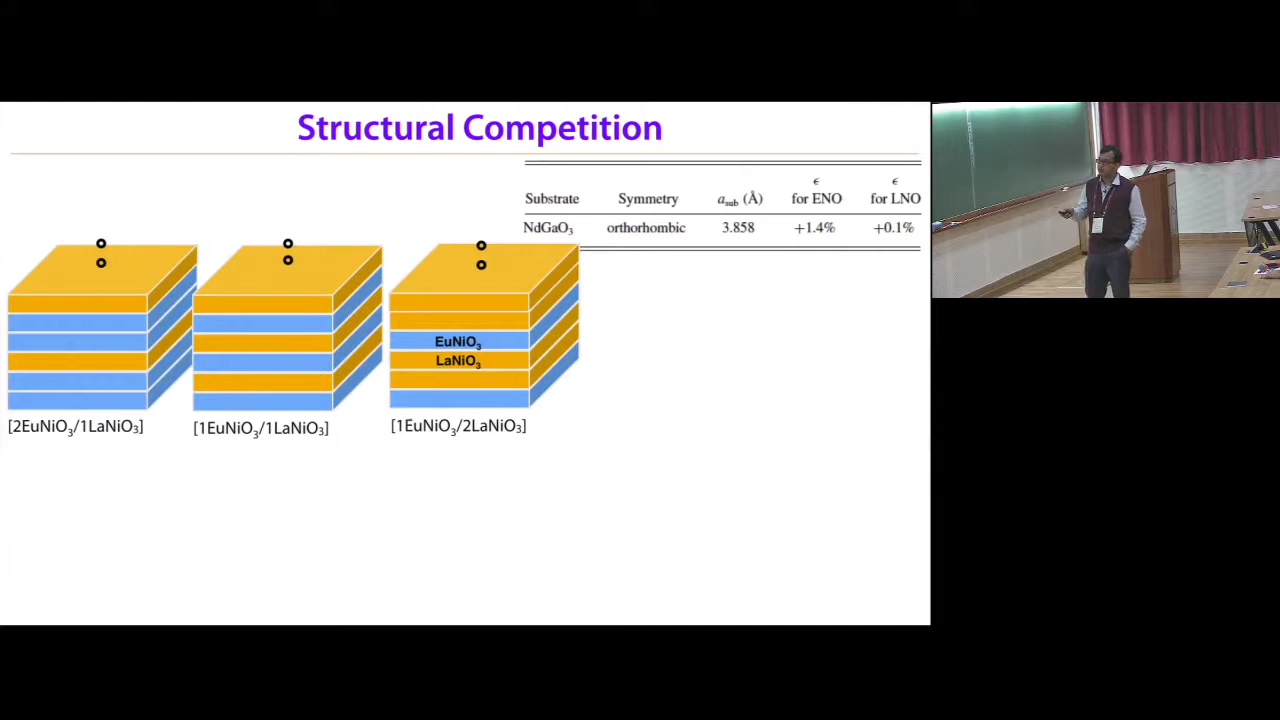 Structural Competition
ϵ ϵ
Substrate Symmetry aₛᵤb (Å) for ENO for LNO
NdGaO₃ orthorhombic 3.858 +1.4% +0.1%
EuNiO₃
LaNiO₃
[2EuNiO₃/1LaNiO₃] [1EuNiO₃/1LaNiO₃] [1EuNiO₃/2LaNiO₃]